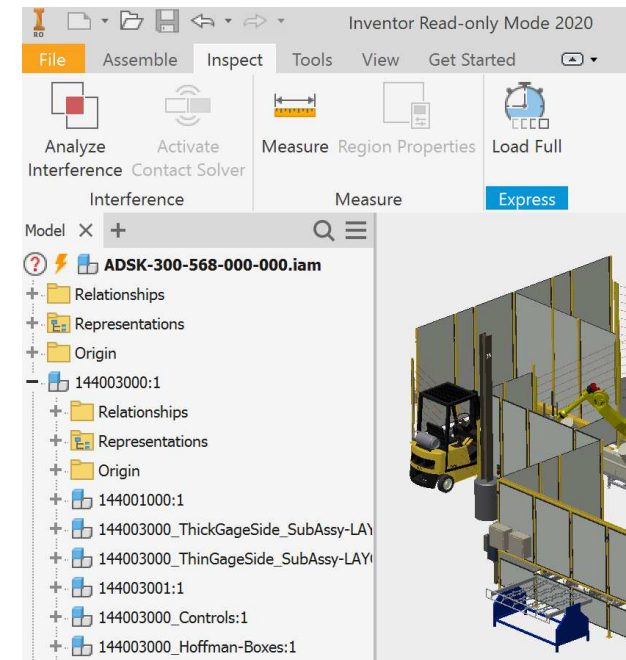 RO
Inventor Read-only Mode 2020
File Assemble Inspect Tools View Get Started
Analyze Interference
Activate Contact Solver
Measure
Region Properties
Load Full
Interference Measure Express
Model
ADSK-300-568-000-000.iam
Relationships
Representations
Origin
144003000:1
Relationships
Representations
Origin
144001000:1
144003000_ThickGageSide_SubAssy-LAY
144003000_ThinGageSide_SubAssy-LAY
144003001:1
144003000_Controls:1
144003000_Hoffman-Boxes:1